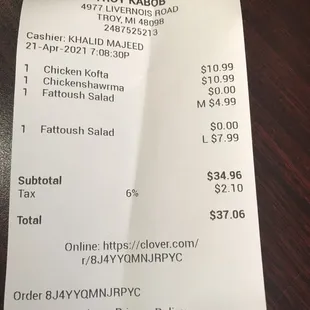 TROY KABOB
4977 LIVERNOIS ROAD
TROY, MI 48098
2487525213
Cashier: KHALID MAJEED
21-Apr-2021 7:08:30P
1 Chicken Kofta $10.99
1 Chickenshawrma $10.99
1 Fattoush Salad $0.00
M $4.99
1 Fattoush Salad $0.00
L $7.99
Subtotal $34.96
Tax 6% $2.10
Total $37.06
Online: https://clover.com/
r/8J4YYQMNJRPYC
Order 8J4YYQMNJRPYC